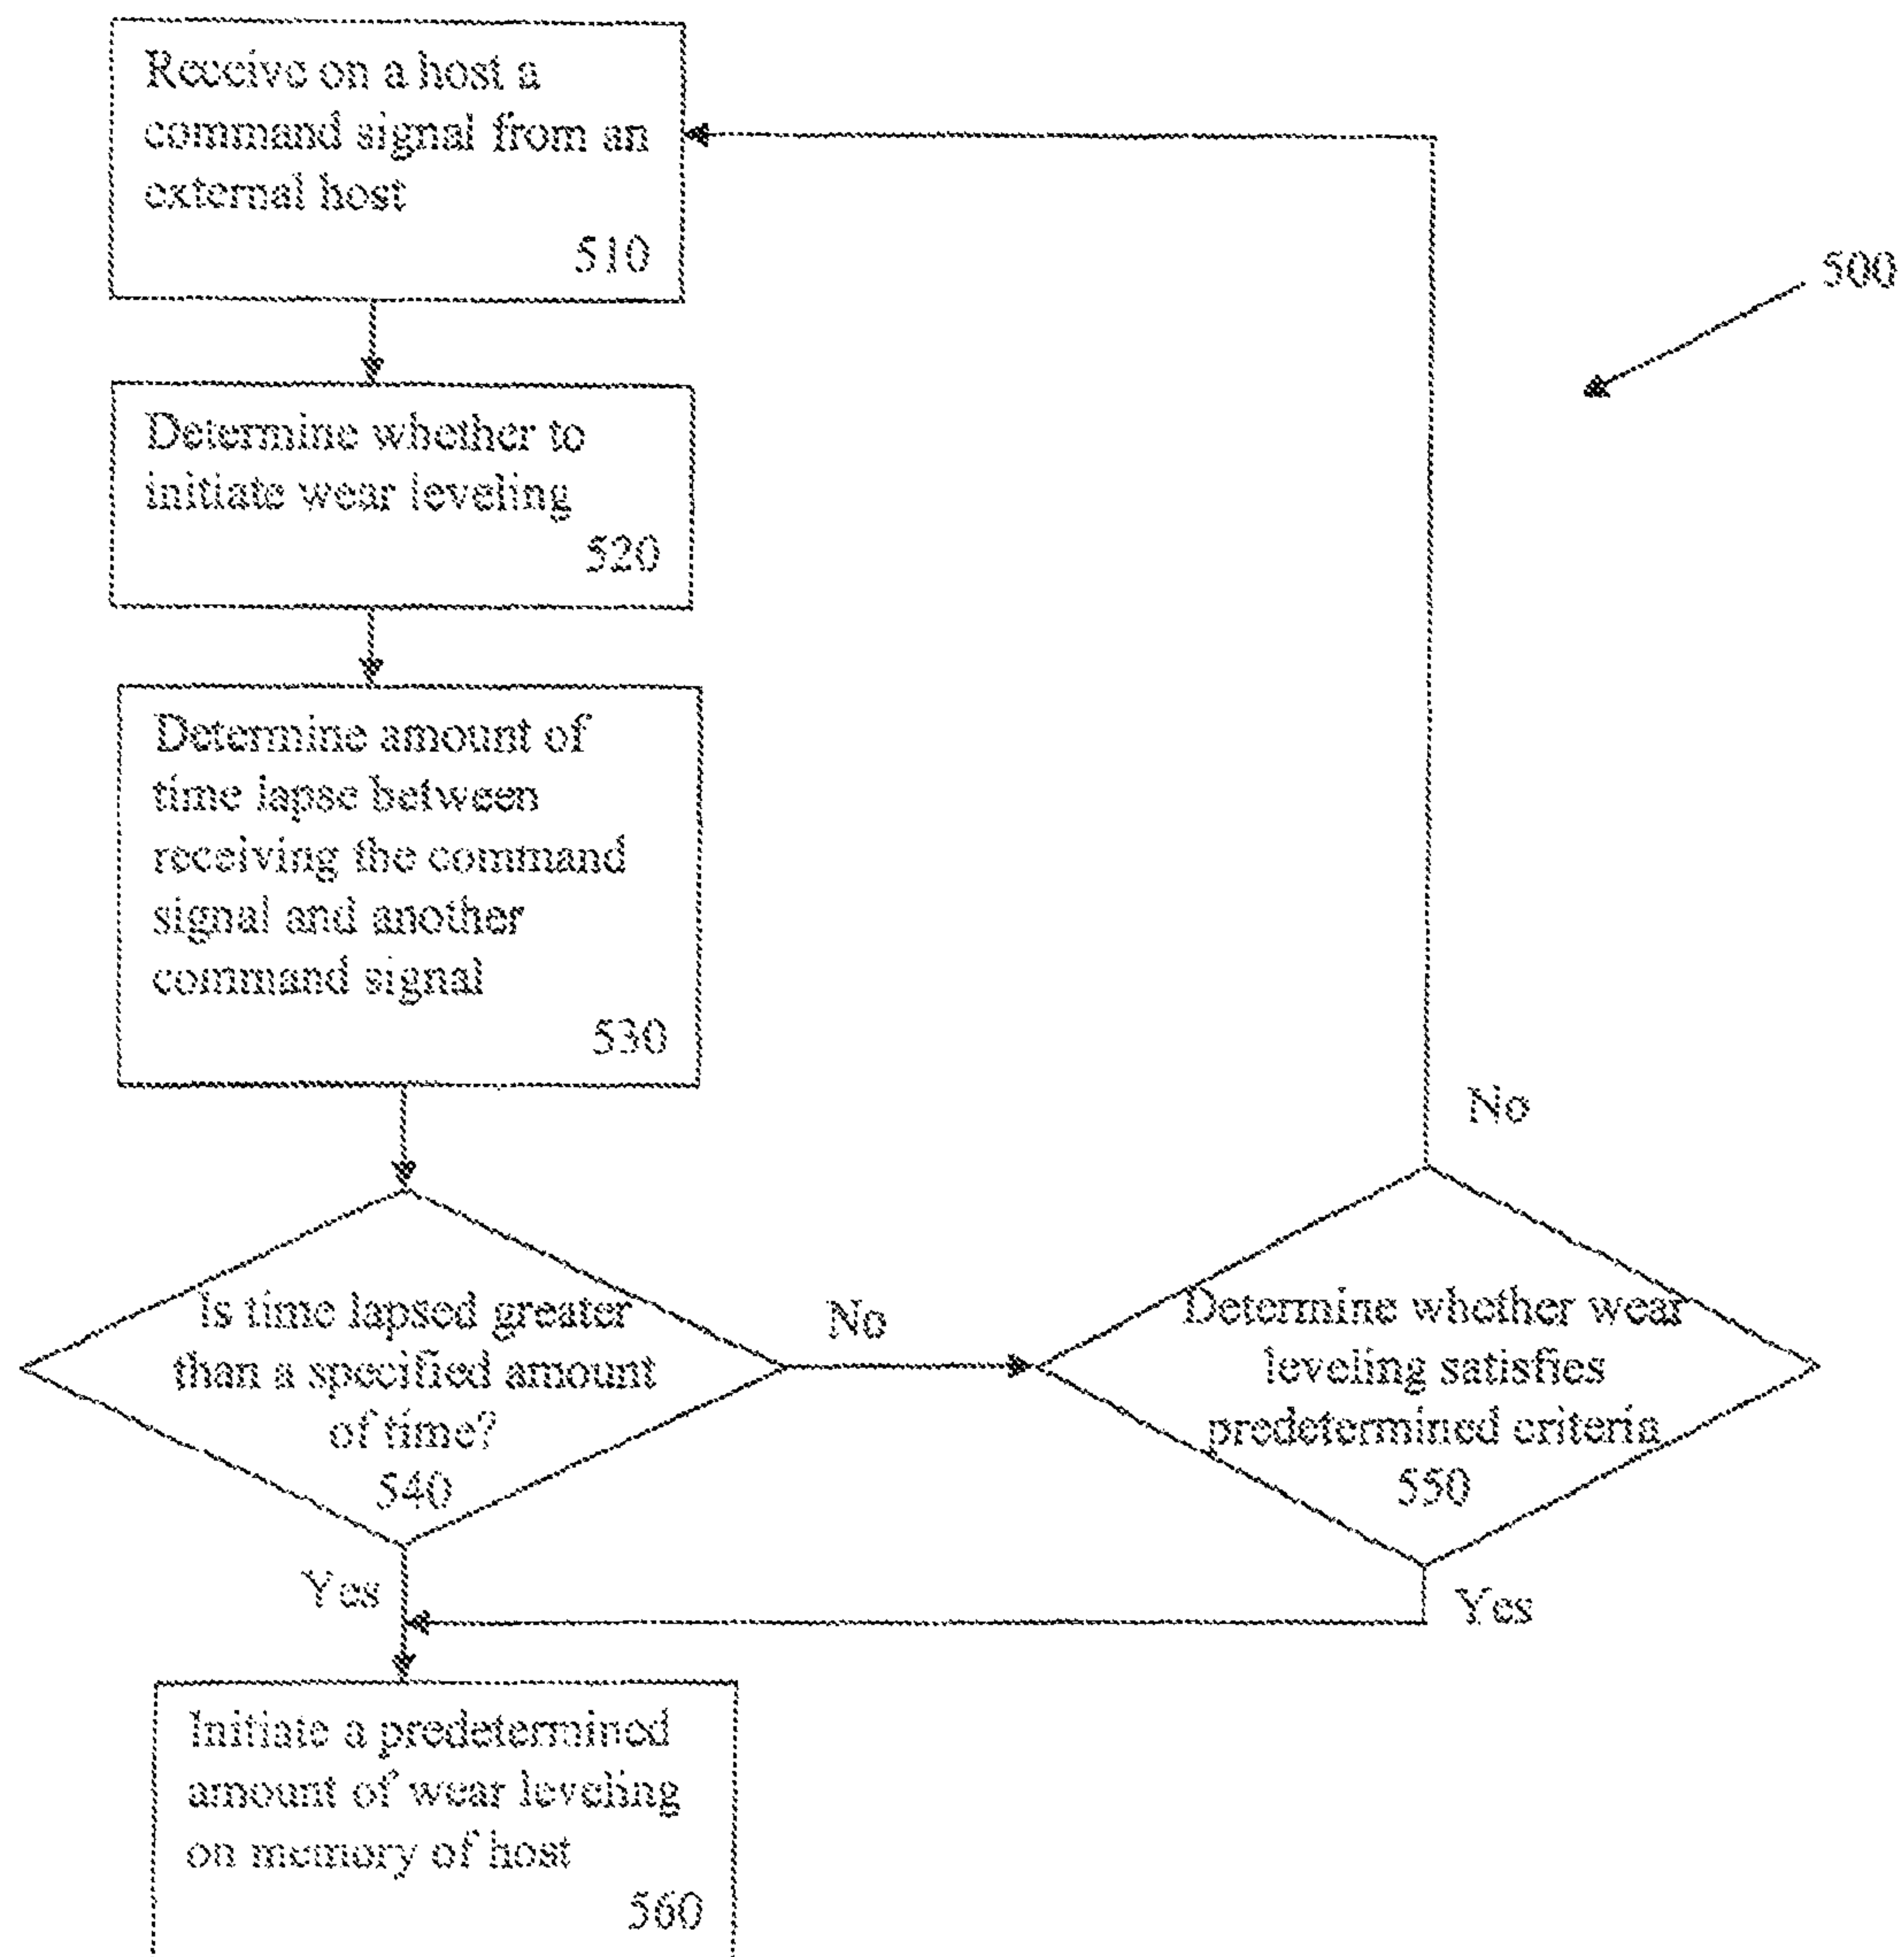 Receive on a host a
command signal from an
external host
510
500
Determine whether to
initiate wear leveling
520
Determine amount of
time lapse between
receiving the command
signal and another
command signal
530
No
Is time lapsed greater
than a specified amount
of time?
540
No
Determine whether wear
leveling satisfies
predetermined criteria
550
Yes
Yes
Initiate a predetermined
amount of wear leveling
on memory of host
560